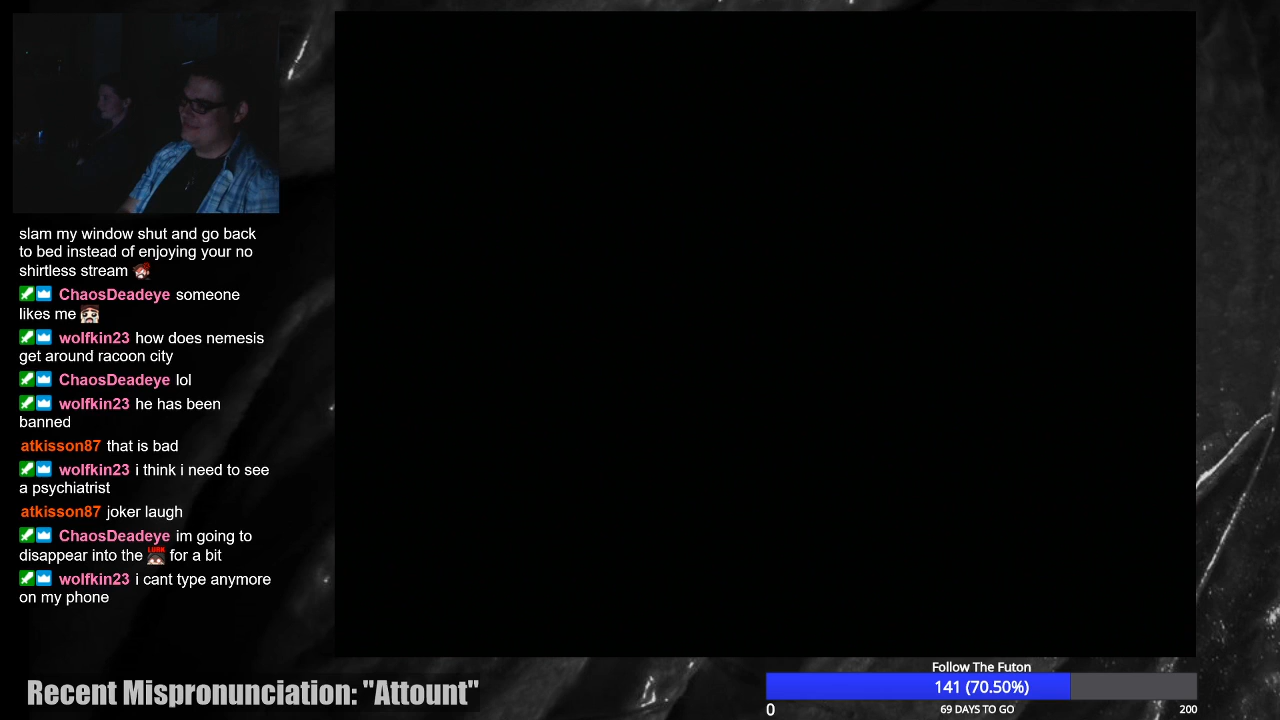 slam my window shut and go back
to bed instead of enjoying your no
shirtless stream
ChaosDeadeye someone
likes me
wolfkin23 how does nemesis
get around racoon city
ChaosDeadeye lol
wolfkin23 he has been
banned
atkisson87 that is bad
wolfkin23 i think i need to see
a psychiatrist
atkisson87 joker laugh
ChaosDeadeye im going to
disappear into the LURK for a bit
wolfkin23 i cant type anymore
on my phone
Recent Mispronunciation: "Attount"
Follow The Futon
141 (70.50%)
0 69 DAYS TO GO 200